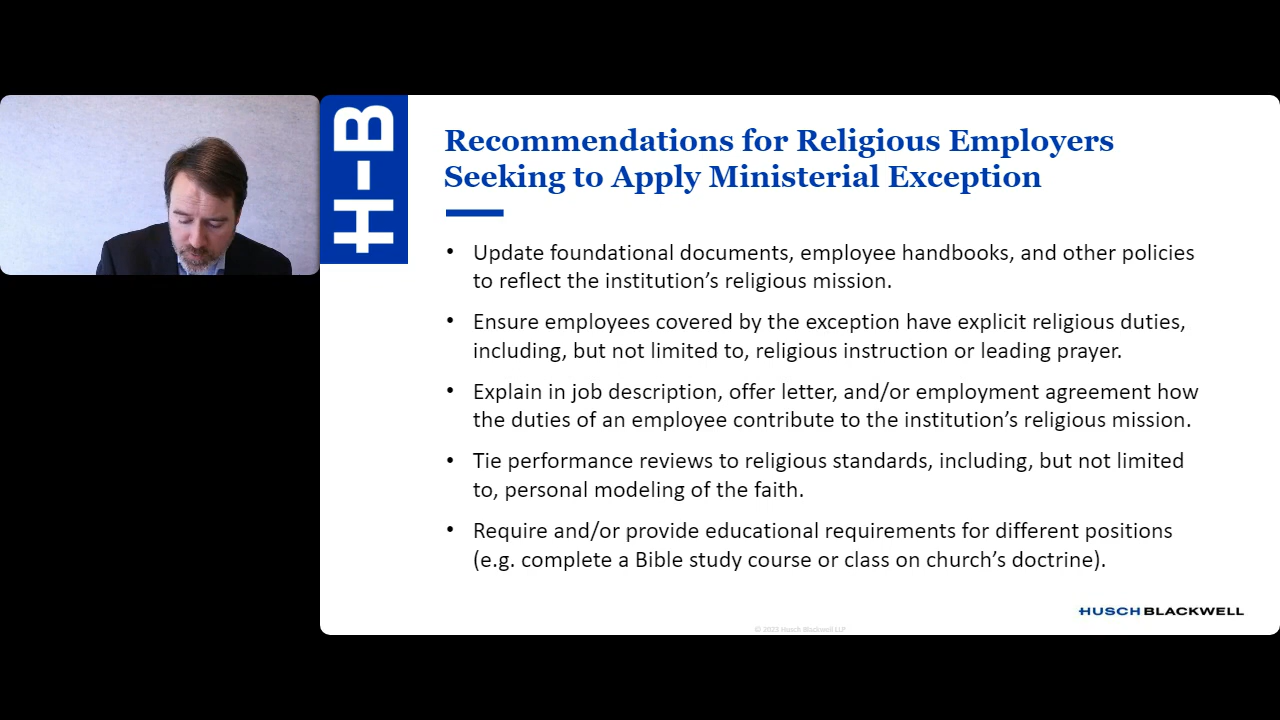 H-B
Recommendations for Religious Employers
Seeking to Apply Ministerial Exception
• Update foundational documents, employee handbooks, and other policies
to reflect the institution’s religious mission.
• Ensure employees covered by the exception have explicit religious duties,
including, but not limited to, religious instruction or leading prayer.
• Explain in job description, offer letter, and/or employment agreement how
the duties of an employee contribute to the institution’s religious mission.
• Tie performance reviews to religious standards, including, but not limited
to, personal modeling of the faith.
• Require and/or provide educational requirements for different positions
(e.g. complete a Bible study course or class on church’s doctrine).
HUSCH BLACKWELL
© 2023 Husch Blackwell LLP